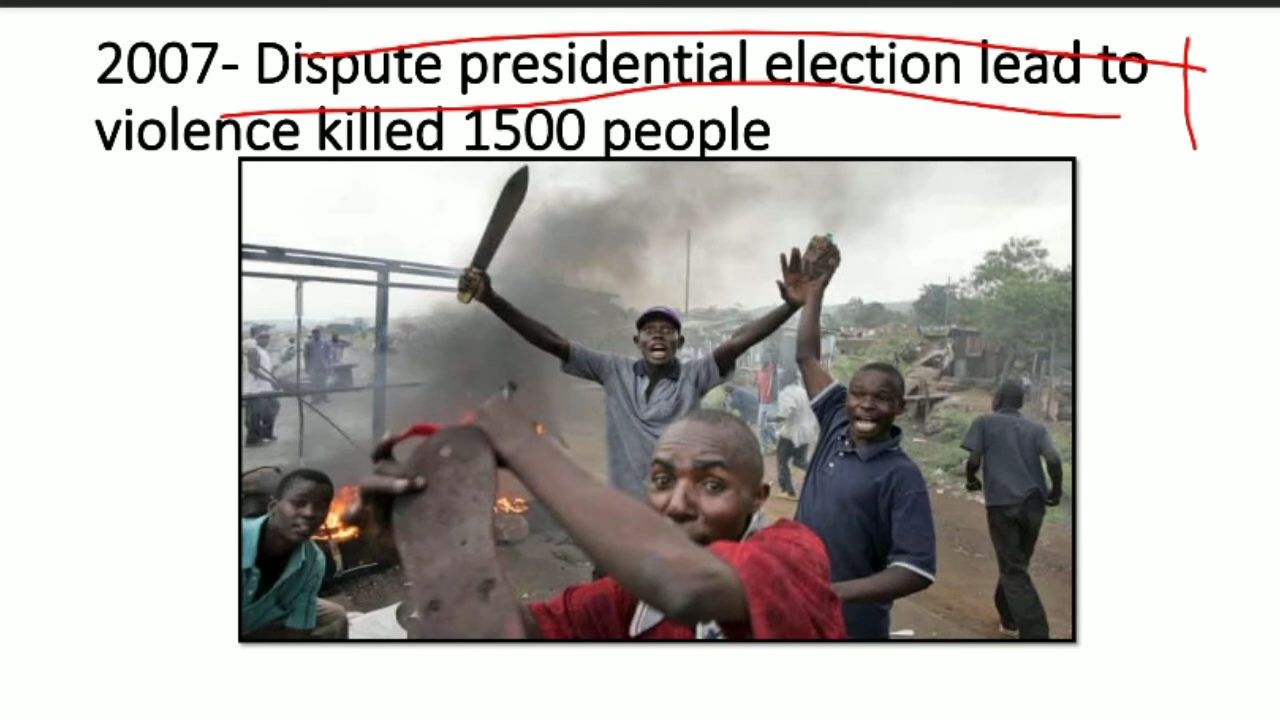 2007- Dispute presidential election lead to
violence killed 1500 people